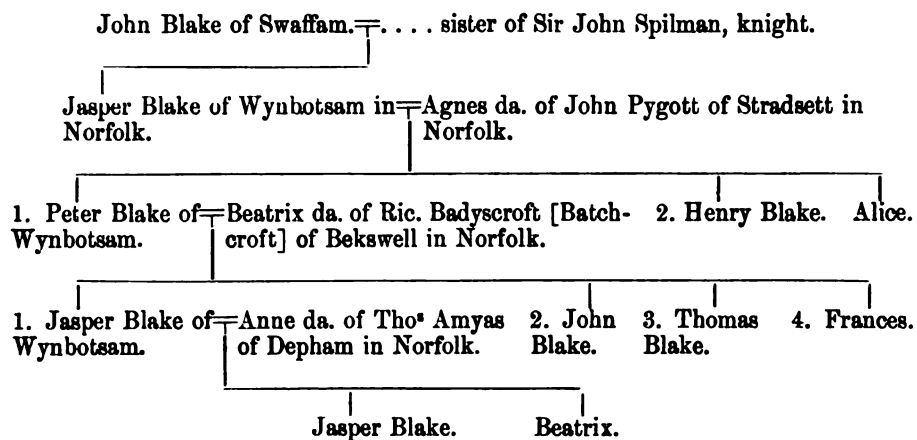 John Blake of Swaffam.=.... sister of Sir John Spilman, knight.
Jasper Blake of Wynbotsam in=Agnes da. of John Pygott of Stradsett in
Norfolk. Norfolk.
1. Peter Blake of=Beatrix da. of Ric. Badyscroft [Batch- 2. Henry Blake. Alice.
Wynbotsam. croft] of Bekswell in Norfolk.
1. Jasper Blake of=Anne da. of Thoˢ Amyas 2. John 3. Thomas 4. Frances.
Wynbotsam. of Depham in Norfolk. Blake. Blake.
Jasper Blake. Beatrix.